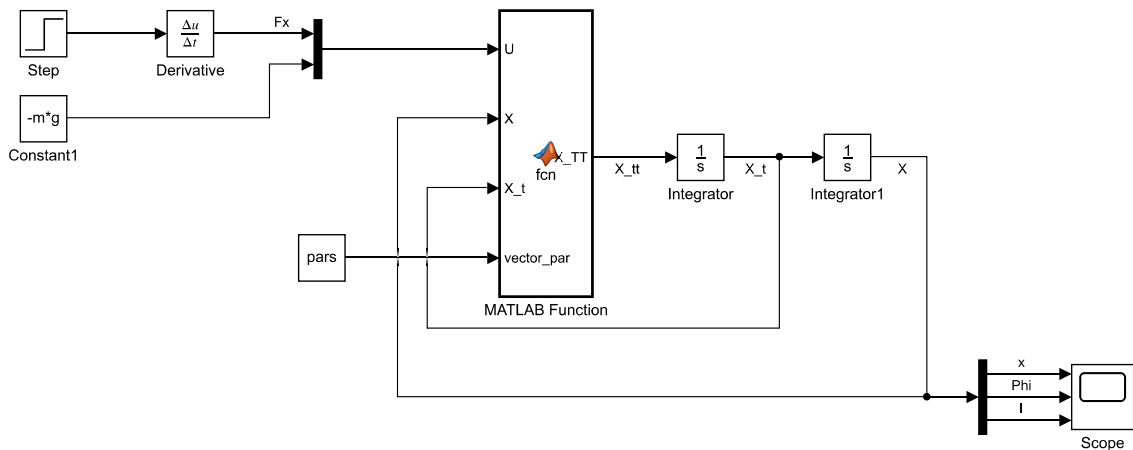 Step
Δu
Δt
Derivative
Fx
-m*g
Constant1
U
X
X_t
vector_par
X_TT
fcn
MATLAB Function
pars
X_tt
1
s
Integrator
X_t
1
s
Integrator1
X
x
Phi
l
Scope